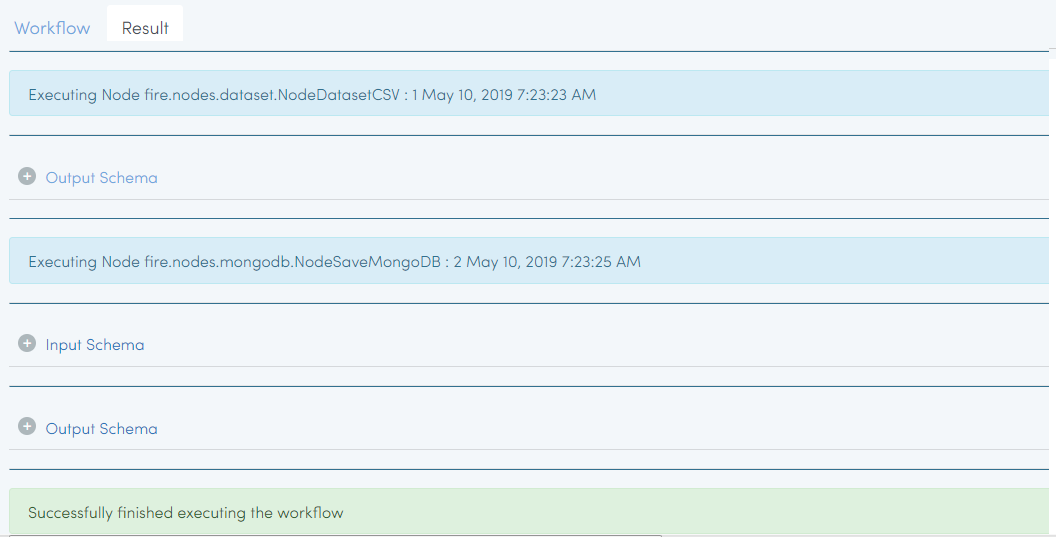 Workflow Result
Executing Node fire.nodes.dataset.NodeDatasetCSV : 1 May 10, 2019 7:23:23 AM
Output Schema
Executing Node fire.nodes.mongodb.NodeSaveMongoDB : 2 May 10, 2019 7:23:25 AM
Input Schema
Output Schema
Successfully finished executing the workflow